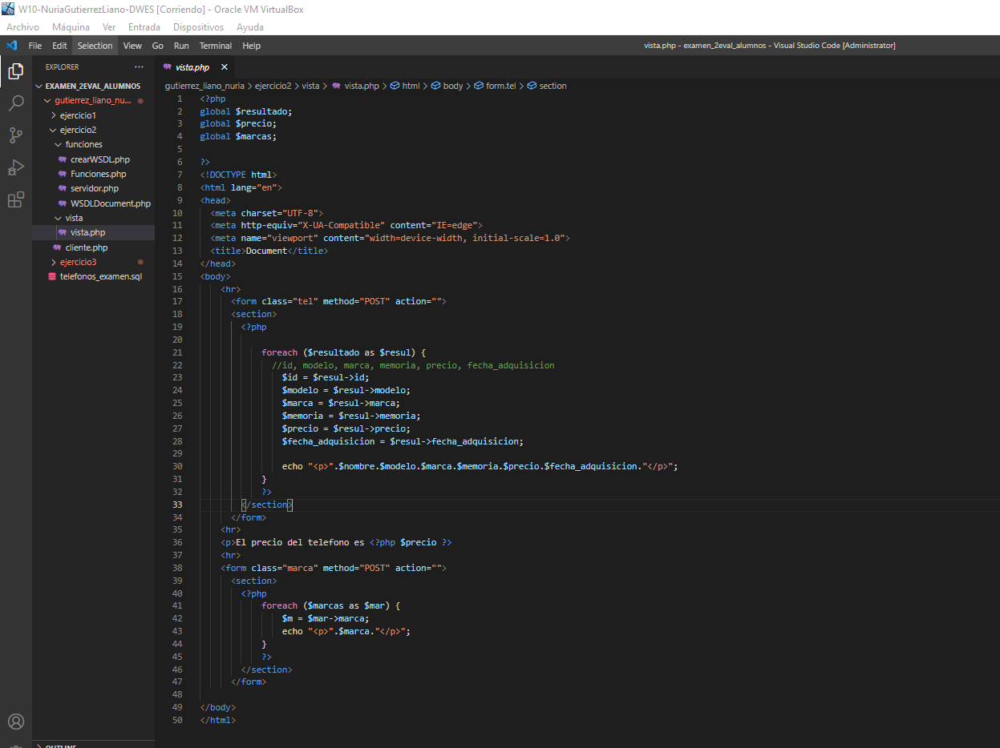 W10-NuriaGutierrezLiano-DWES [Corriendo] - Oracle VM VirtualBox
Archivo Máquina Ver Entrada Dispositivos Ayuda
File Edit Selection View Go Run Terminal Help vista.php - examen_2eval_alumnos - Visual Studio Code [Administrator]
EXPLORER ...
EXAMEN_2EVAL_ALUMNOS
gutierrez_liano_nu...
ejercicio1
ejercicio2
funciones
crearWSDL.php
Funciones.php
servidor.php
WSDLDocument.php
vista
vista.php
cliente.php
ejercicio3
telefonos_examen.sql
OUTLINE
vista.php ×
gutierrez_liano_nuria > ejercicio2 > vista > vista.php > html > body > form.tel > section
1 <?php
2 global $resultado;
3 global $precio;
4 global $marcas;
5
6 ?>
7 <!DOCTYPE html>
8 <html lang="en">
9 <head>
10 <meta charset="UTF-8">
11 <meta http-equiv="X-UA-Compatible" content="IE=edge">
12 <meta name="viewport" content="width=device-width, initial-scale=1.0">
13 <title>Document</title>
14 </head>
15 <body>
16 <hr>
17 <form class="tel" method="POST" action="">
18 <section>
19 <?php
20
21 foreach ($resultado as $resul) {
22 //id, modelo, marca, memoria, precio, fecha_adquisicion
23 $id = $resul->id;
24 $modelo = $resul->modelo;
25 $marca = $resul->marca;
26 $memoria = $resul->memoria;
27 $precio = $resul->precio;
28 $fecha_adquisicion = $resul->fecha_adquisicion;
29
30 echo "<p>".$nombre.$modelo.$marca.$memoria.$precio.$fecha_adquisicion."</p>";
31 }
32 ?>
33 </section>
34 </form>
35 <hr>
36 <p>El precio del telefono es <?php $precio ?>
37 <hr>
38 <form class="marca" method="POST" action="">
39 <section>
40 <?php
41 foreach ($marcas as $mar) {
42 $m = $mar->marca;
43 echo "<p>".$marca."</p>";
44 }
45 ?>
46 </section>
47 </form>
48
49 </body>
50 </html>